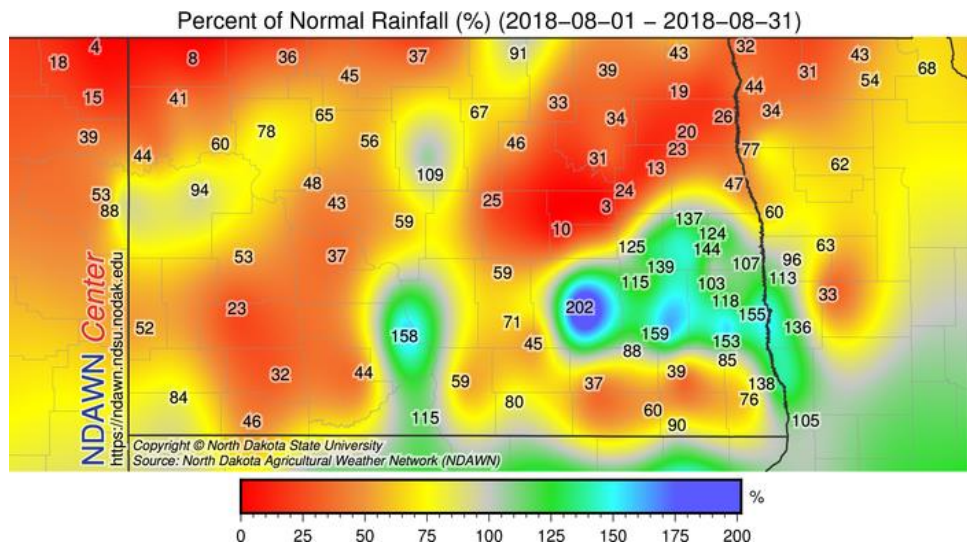 Percent of Normal Rainfall (%) (2018−08−01 − 2018−08−31)
4 8 36 37 91 43 32 43
18 45 39 31 54 68
15 41 65 67 33 19 44 34
39 60 78 56 46 34 20 26
44 31 23 77
109 13 62
53 94 48 25 24 47
88 43 59 3 137 60
10 124
53 37 125 144 63
59 139 107 96
115 103 113
23 202 118 33
52 158 71 155 136
45 159 153
88 85
32 44 59 37 39 138
84 80 76
46 115 60 90 105
NDAWN Center
https://ndawn.ndsu.nodak.edu
Copyright © North Dakota State University
Source: North Dakota Agricultural Weather Network (NDAWN)
%
0 25 50 75 100 125 150 175 200